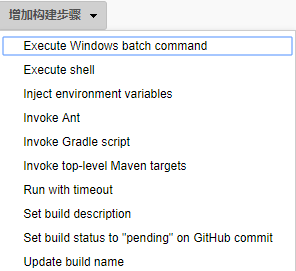 增加构建步骤
Execute Windows batch command
Execute shell
Inject environment variables
Invoke Ant
Invoke Gradle script
Invoke top-level Maven targets
Run with timeout
Set build description
Set build status to "pending" on GitHub commit
Update build name